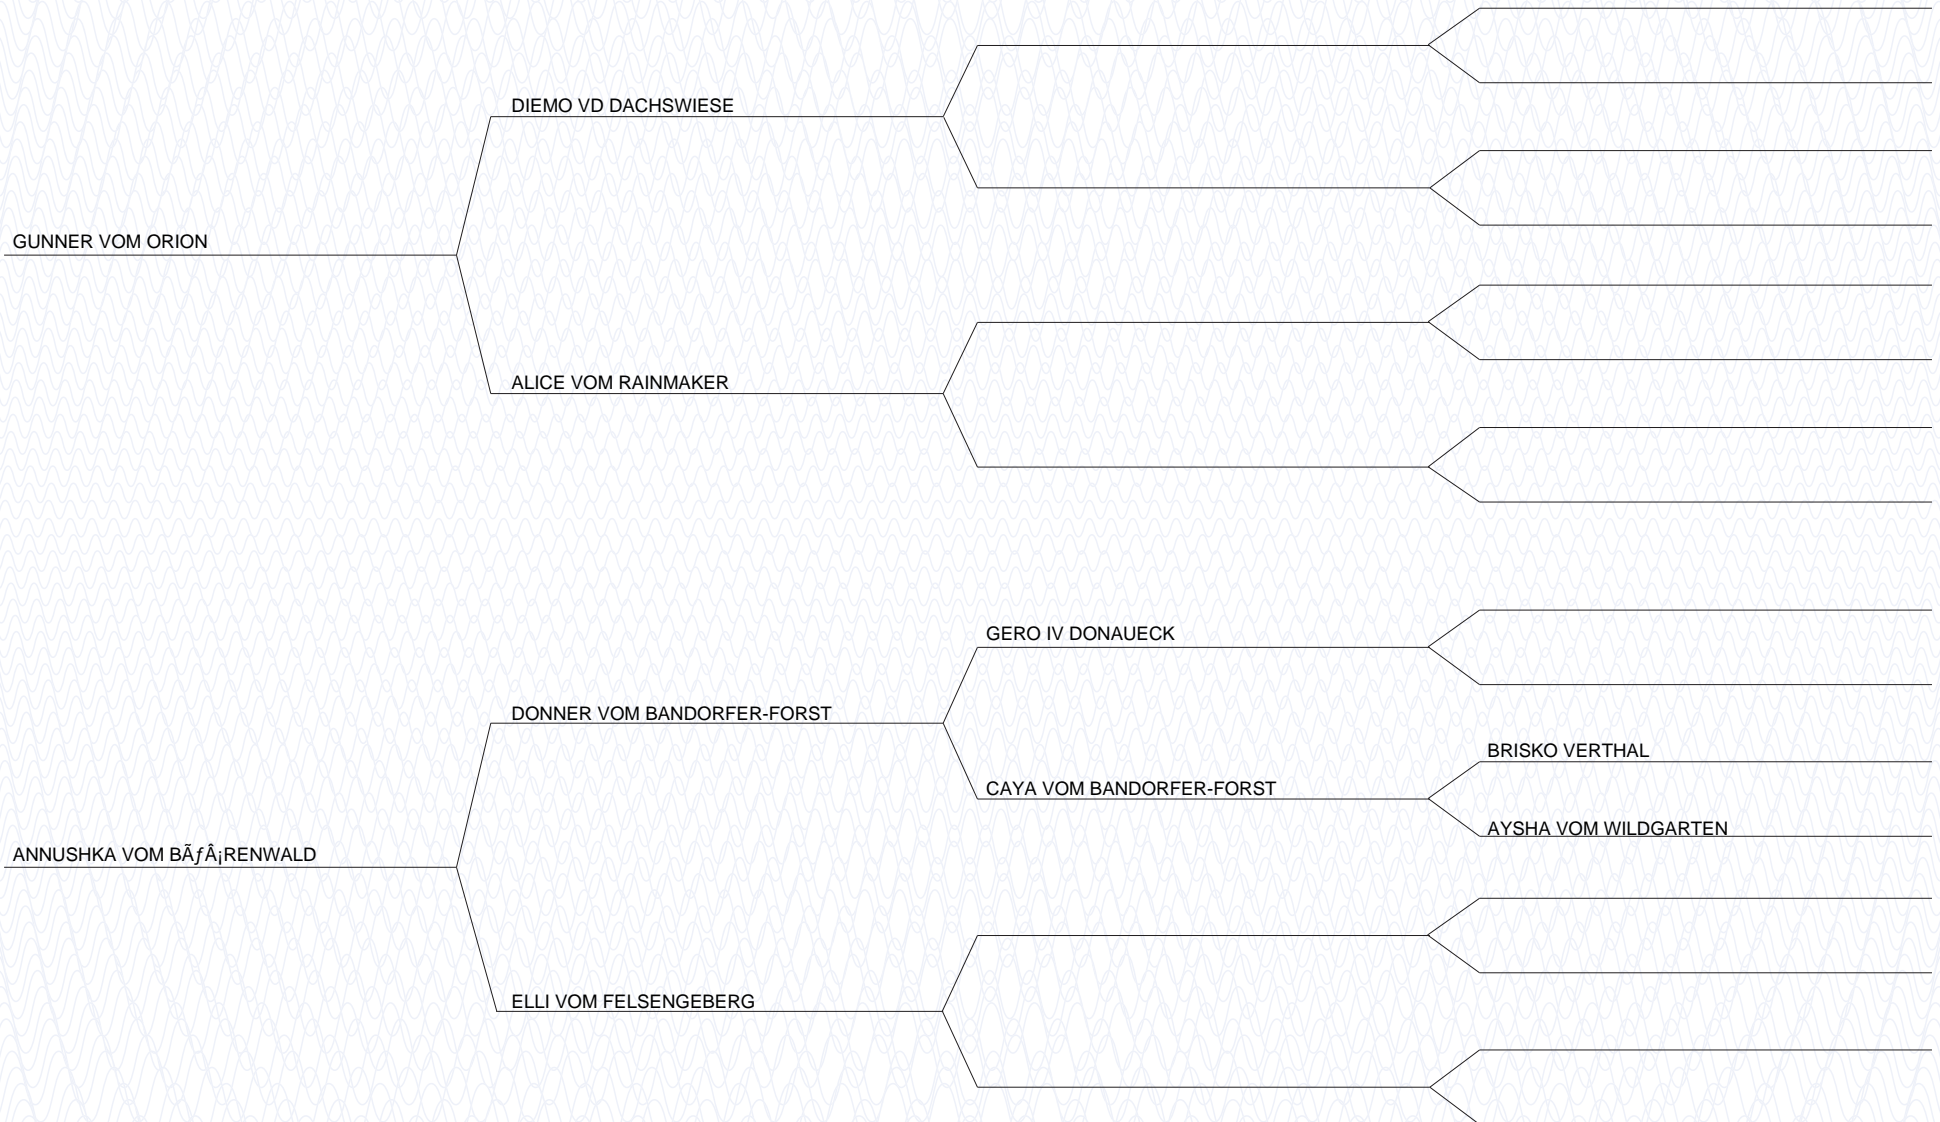 DIEMO VD DACHSWIESE
GUNNER VOM ORION
ALICE VOM RAINMAKER
GERO IV DONAUECK
DONNER VOM BANDORFER-FORST
BRISKO VERTHAL
CAYA VOM BANDORFER-FORST
AYSHA VOM WILDGARTEN
ANNUSHKA VOM BÃƒÂ¡RENWALD
ELLI VOM FELSENGEBERG